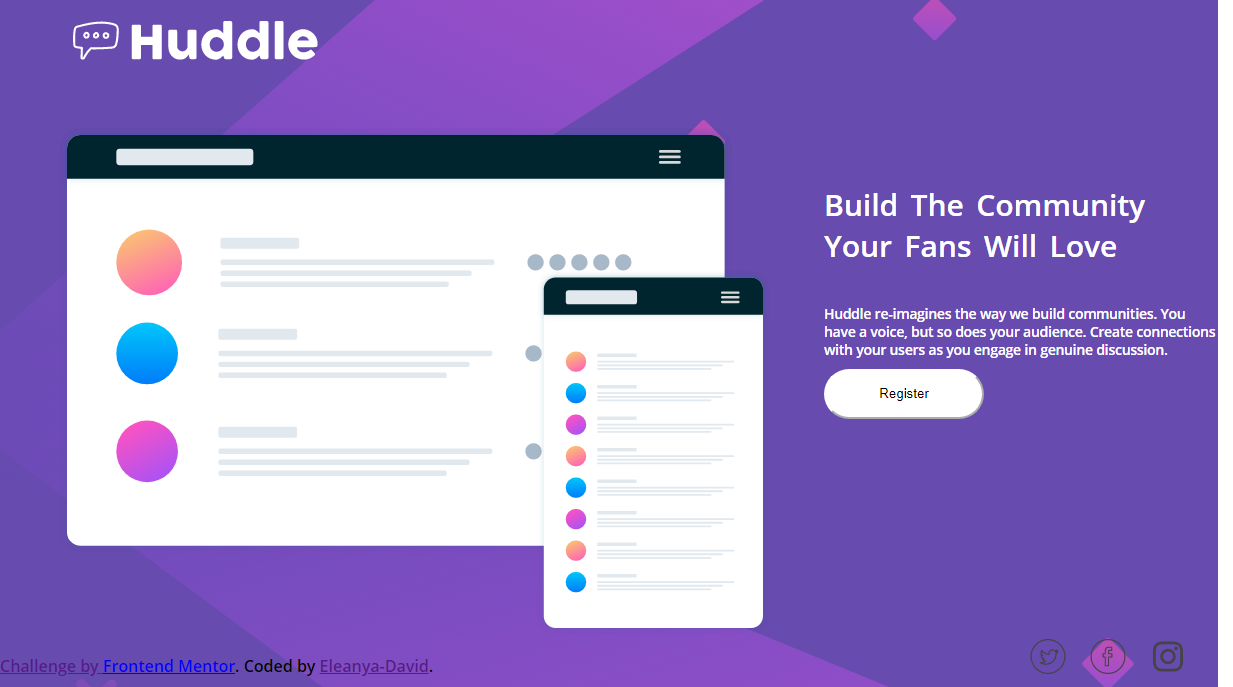 Huddle
Build The Community
Your Fans Will Love
Huddle re-imagines the way we build communities. You
have a voice, but so does your audience. Create connections
with your users as you engage in genuine discussion.
Register
Challenge by Frontend Mentor. Coded by Eleanya-David.